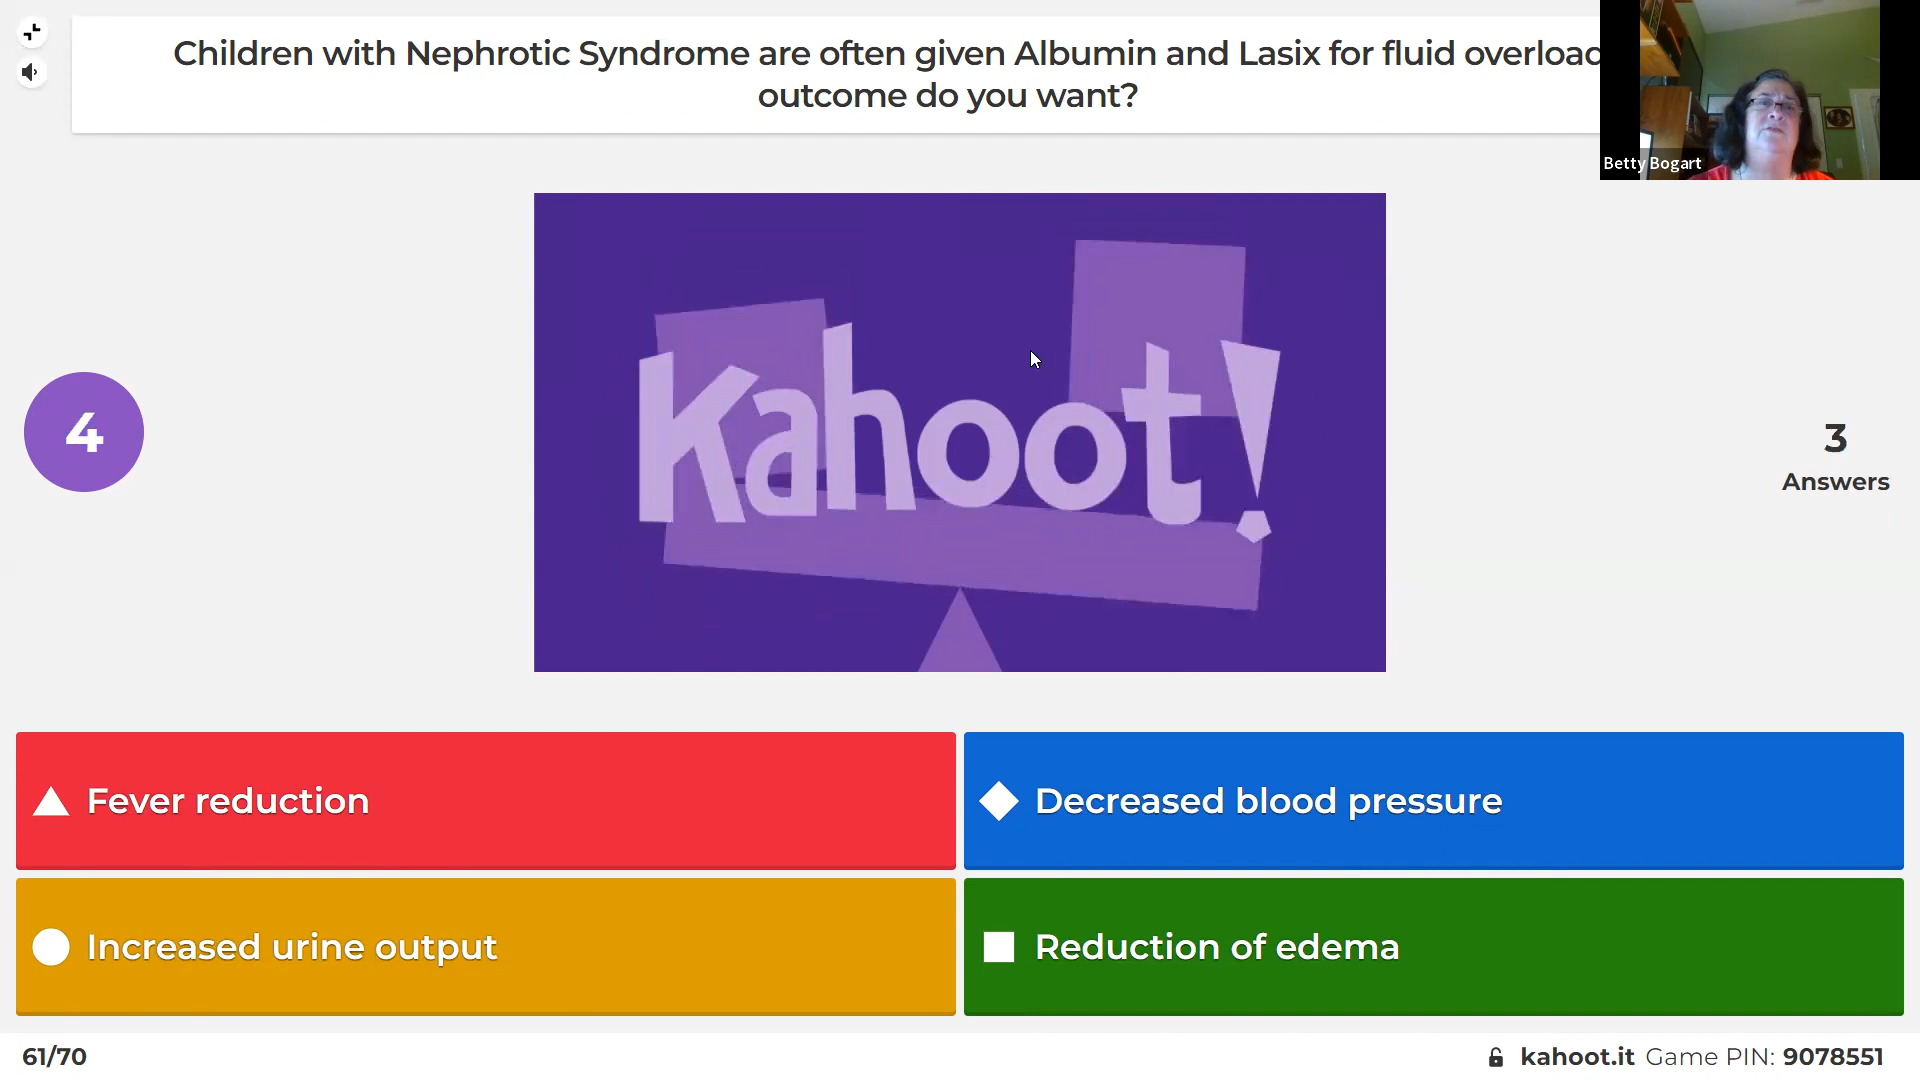 Children with Nephrotic Syndrome are often given Albumin and Lasix for fluid overload
outcome do you want?
Betty Bogart
Kahoot!
4
3
Answers
Fever reduction
Decreased blood pressure
Increased urine output
Reduction of edema
61/70
kahoot.it Game PIN: 9078551